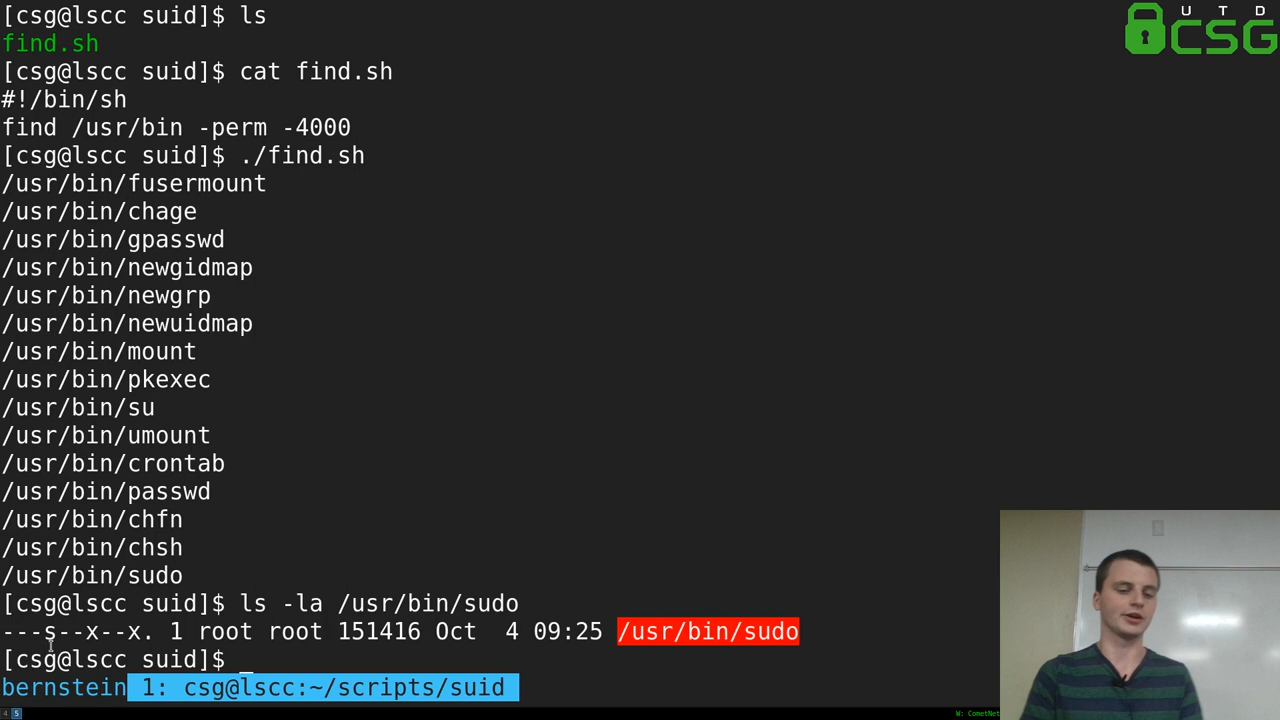 [csg@lscc suid]$ ls
find.sh
[csg@lscc suid]$ cat find.sh
#!/bin/sh
find /usr/bin -perm -4000
[csg@lscc suid]$ ./find.sh
/usr/bin/fusermount
/usr/bin/chage
/usr/bin/gpasswd
/usr/bin/newgidmap
/usr/bin/newgrp
/usr/bin/newuidmap
/usr/bin/mount
/usr/bin/pkexec
/usr/bin/su
/usr/bin/umount
/usr/bin/crontab
/usr/bin/passwd
/usr/bin/chfn
/usr/bin/chsh
/usr/bin/sudo
[csg@lscc suid]$ ls -la /usr/bin/sudo
---s--x--x. 1 root root 151416 Oct  4 09:25 /usr/bin/sudo
[csg@lscc suid]$ _
bernstein 1: csg@lscc:~/scripts/suid
4 5
W: CometNet
UTD
CSG